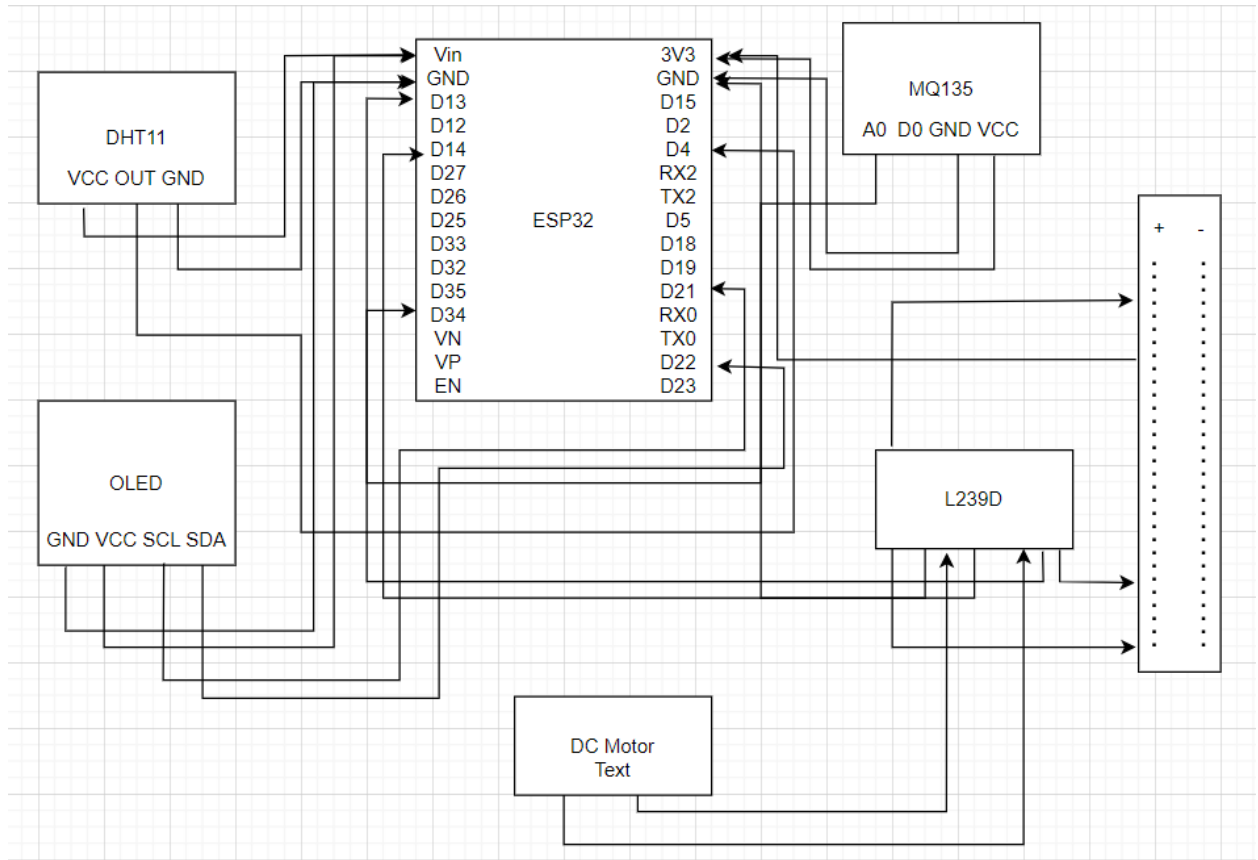 Vin 3V3
GND GND
D13 D15
D12 D2
D14 D4
D27 RX2
D26 TX2
D25 D5
D33 D18
D32 D19
D35 D21
D34 RX0
VN TX0
VP D22
EN D23
ESP32
DHT11
VCC OUT GND
MQ135
A0 D0 GND VCC
+ -
OLED
GND VCC SCL SDA
L239D
DC Motor
Text